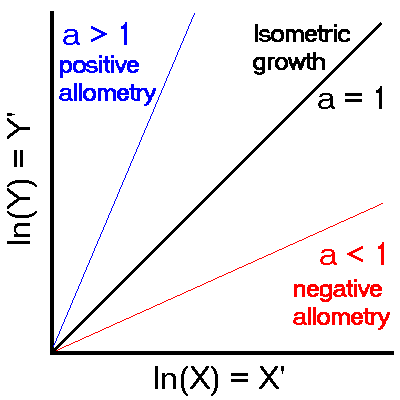 a > 1
positive
allometry
Isometric
growth
a = 1
a < 1
negative
allometry
ln(Y) = Y'
ln(X) = X'